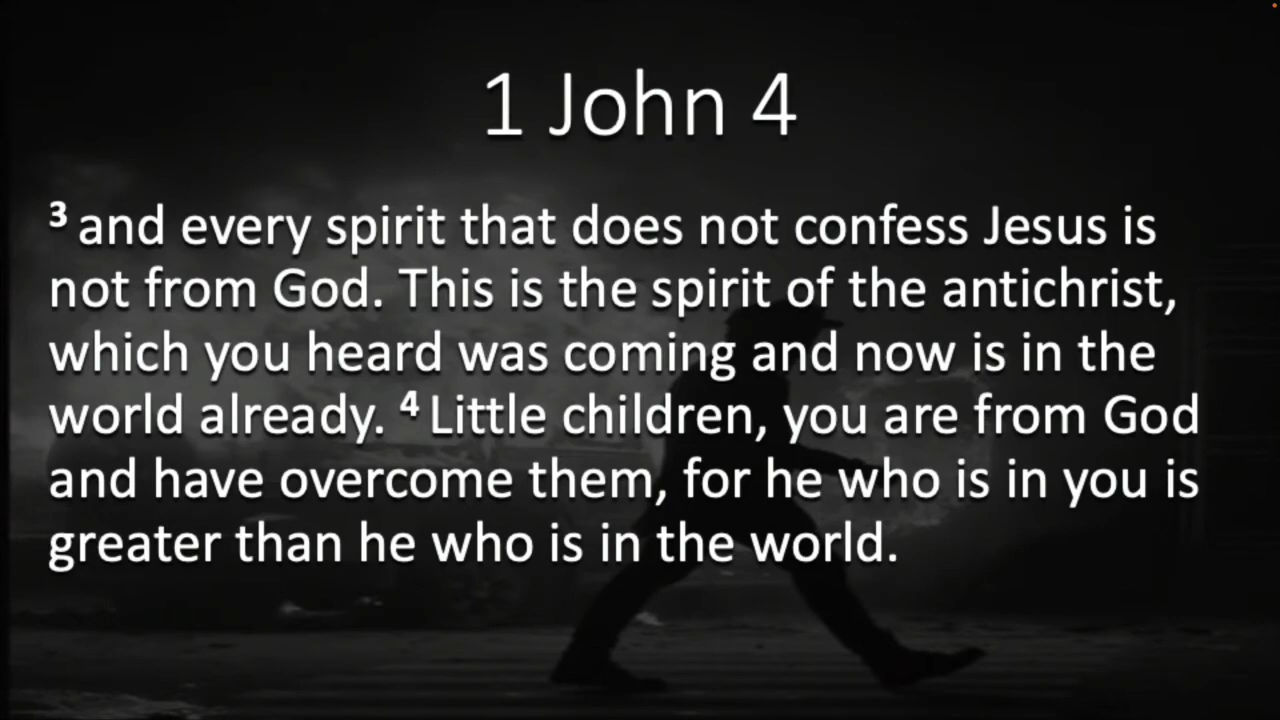 1 John 4
3 and every spirit that does not confess Jesus is
not from God. This is the spirit of the antichrist,
which you heard was coming and now is in the
world already. 4 Little children, you are from God
and have overcome them, for he who is in you is
greater than he who is in the world.